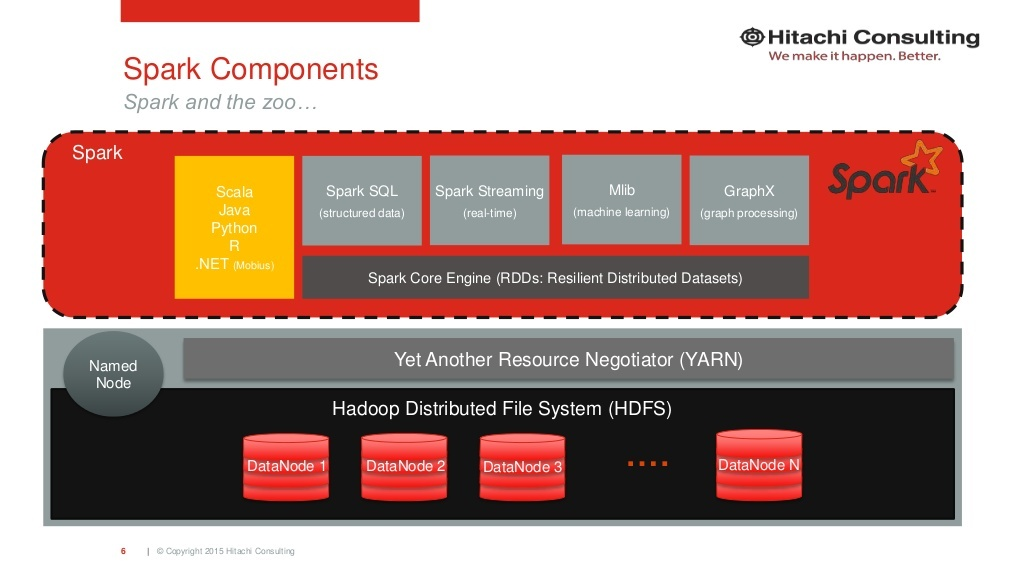 Hitachi Consulting
We make it happen. Better.
Spark Components
Spark and the zoo…
Spark
Scala
Java
Python
R
.NET (Mobius)
Spark SQL
(structured data)
Spark Streaming
(real-time)
Mlib
(machine learning)
GraphX
(graph processing)
Spark™
Spark Core Engine (RDDs: Resilient Distributed Datasets)
Named
Node
Yet Another Resource Negotiator (YARN)
Hadoop Distributed File System (HDFS)
DataNode 1
DataNode 2
DataNode 3
....
DataNode N
6 | © Copyright 2015 Hitachi Consulting